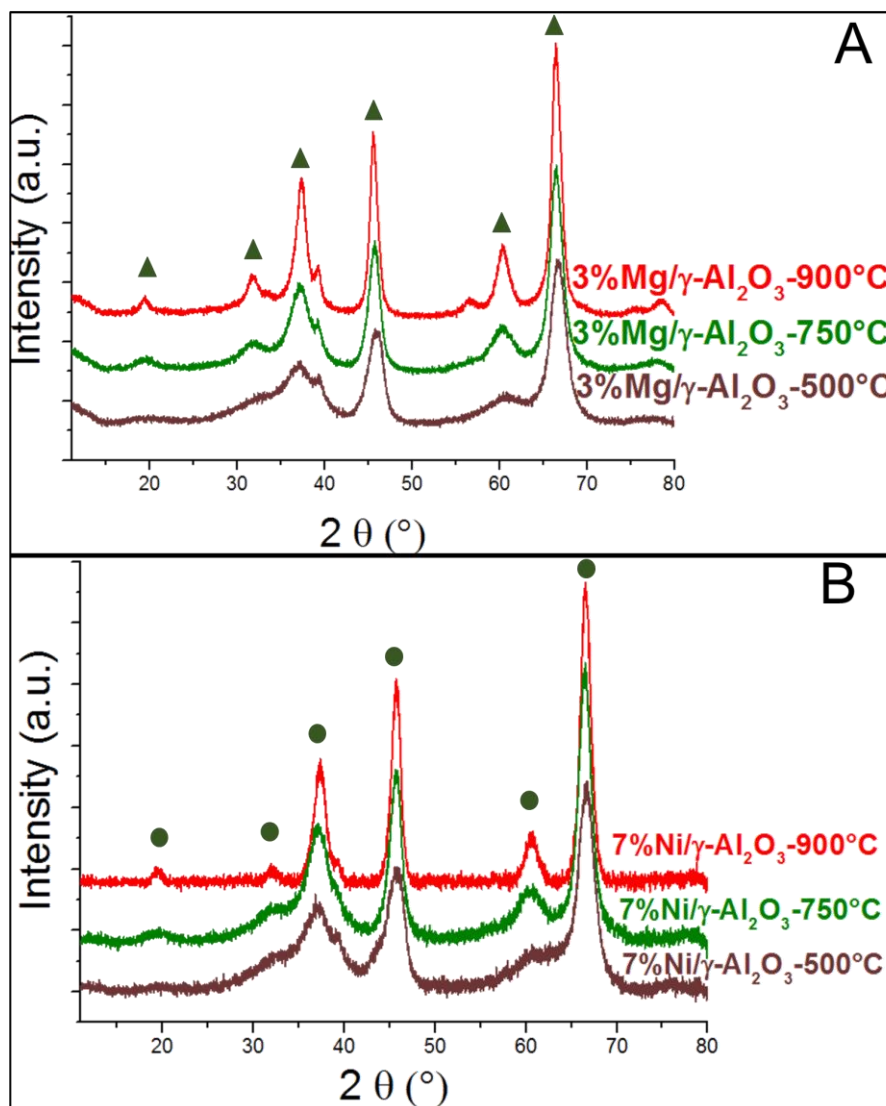 A
Intensity (a.u.)
3%Mg/γ-Al₂O₃-900°C
3%Mg/γ-Al₂O₃-750°C
3%Mg/γ-Al₂O₃-500°C
20 30 40 50 60 70 80
2 θ (°)
B
Intensity (a.u.)
7%Ni/γ-Al₂O₃-900°C
7%Ni/γ-Al₂O₃-750°C
7%Ni/γ-Al₂O₃-500°C
20 30 40 50 60 70 80
2 θ (°)